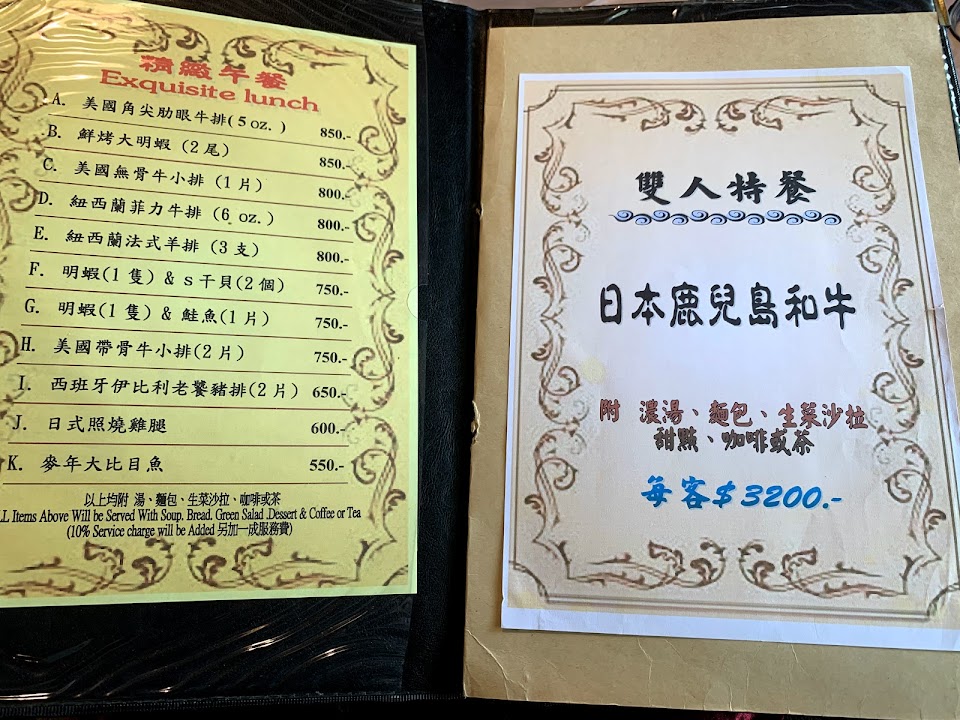 精緻午餐
Exquisite lunch
A. 美國角尖肋眼牛排(5oz.) 850.-
B. 鮮烤大明蝦(2尾) 850.-
C. 美國無骨牛小排(1片) 800.-
D. 紐西蘭菲力牛排(6oz.) 800.-
E. 紐西蘭法式羊排(3支) 800.-
F. 明蝦(1隻)& s干貝(2個) 750.-
G. 明蝦(1隻)& 鮭魚(1片) 750.-
H. 美國帶骨牛小排(2片) 750.-
I. 西班牙伊比利老饕豬排(2片) 650.-
J. 日式照燒雞腿 600.-
K. 麥年大比目魚 550.-
以上均附 湯、麵包、生菜沙拉、咖啡或茶
Items Above Will be Served With Soup. Bread. Green Salad .Dessert & Coffee or Tea
(10% Service charge will be Added 另加一成服務費)
雙人特餐
日本鹿兒島和牛
附 濃湯、麵包、生菜沙拉
甜點、咖啡或茶
每客$3200.-